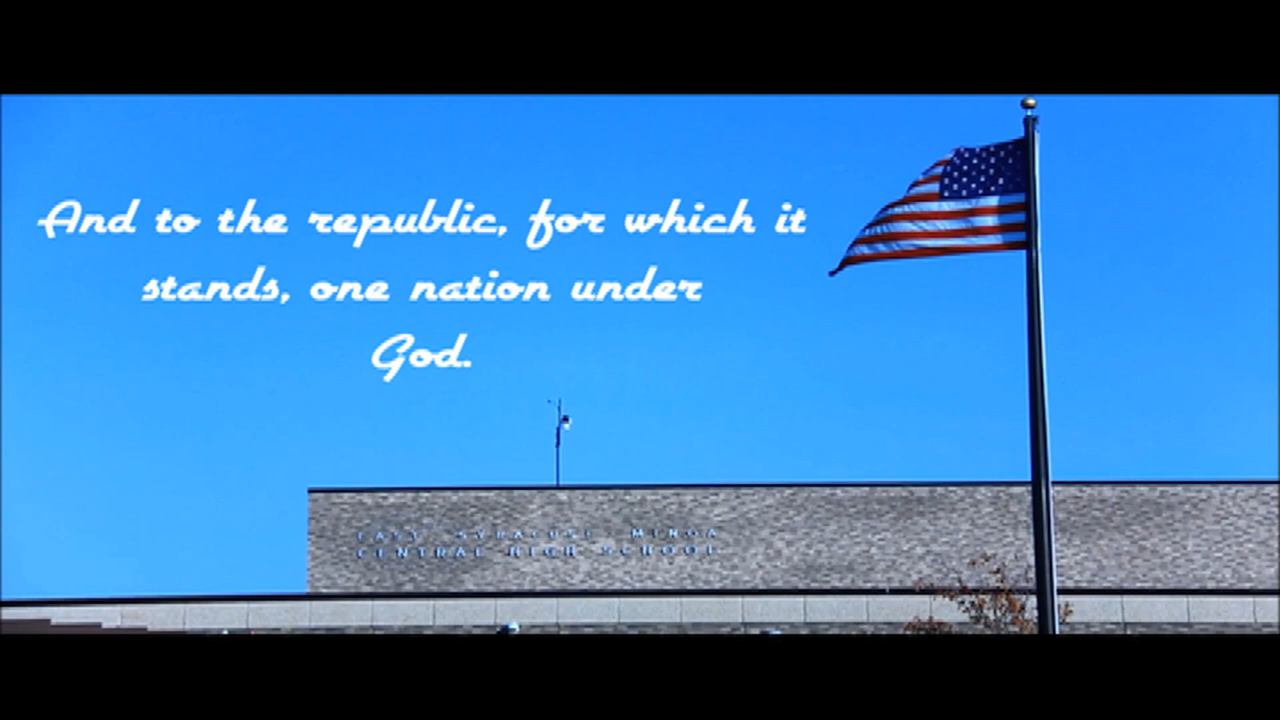 And to the republic, for which it
stands, one nation under
God.
EAST SYRACUSE MINOA
CENTRAL HIGH SCHOOL